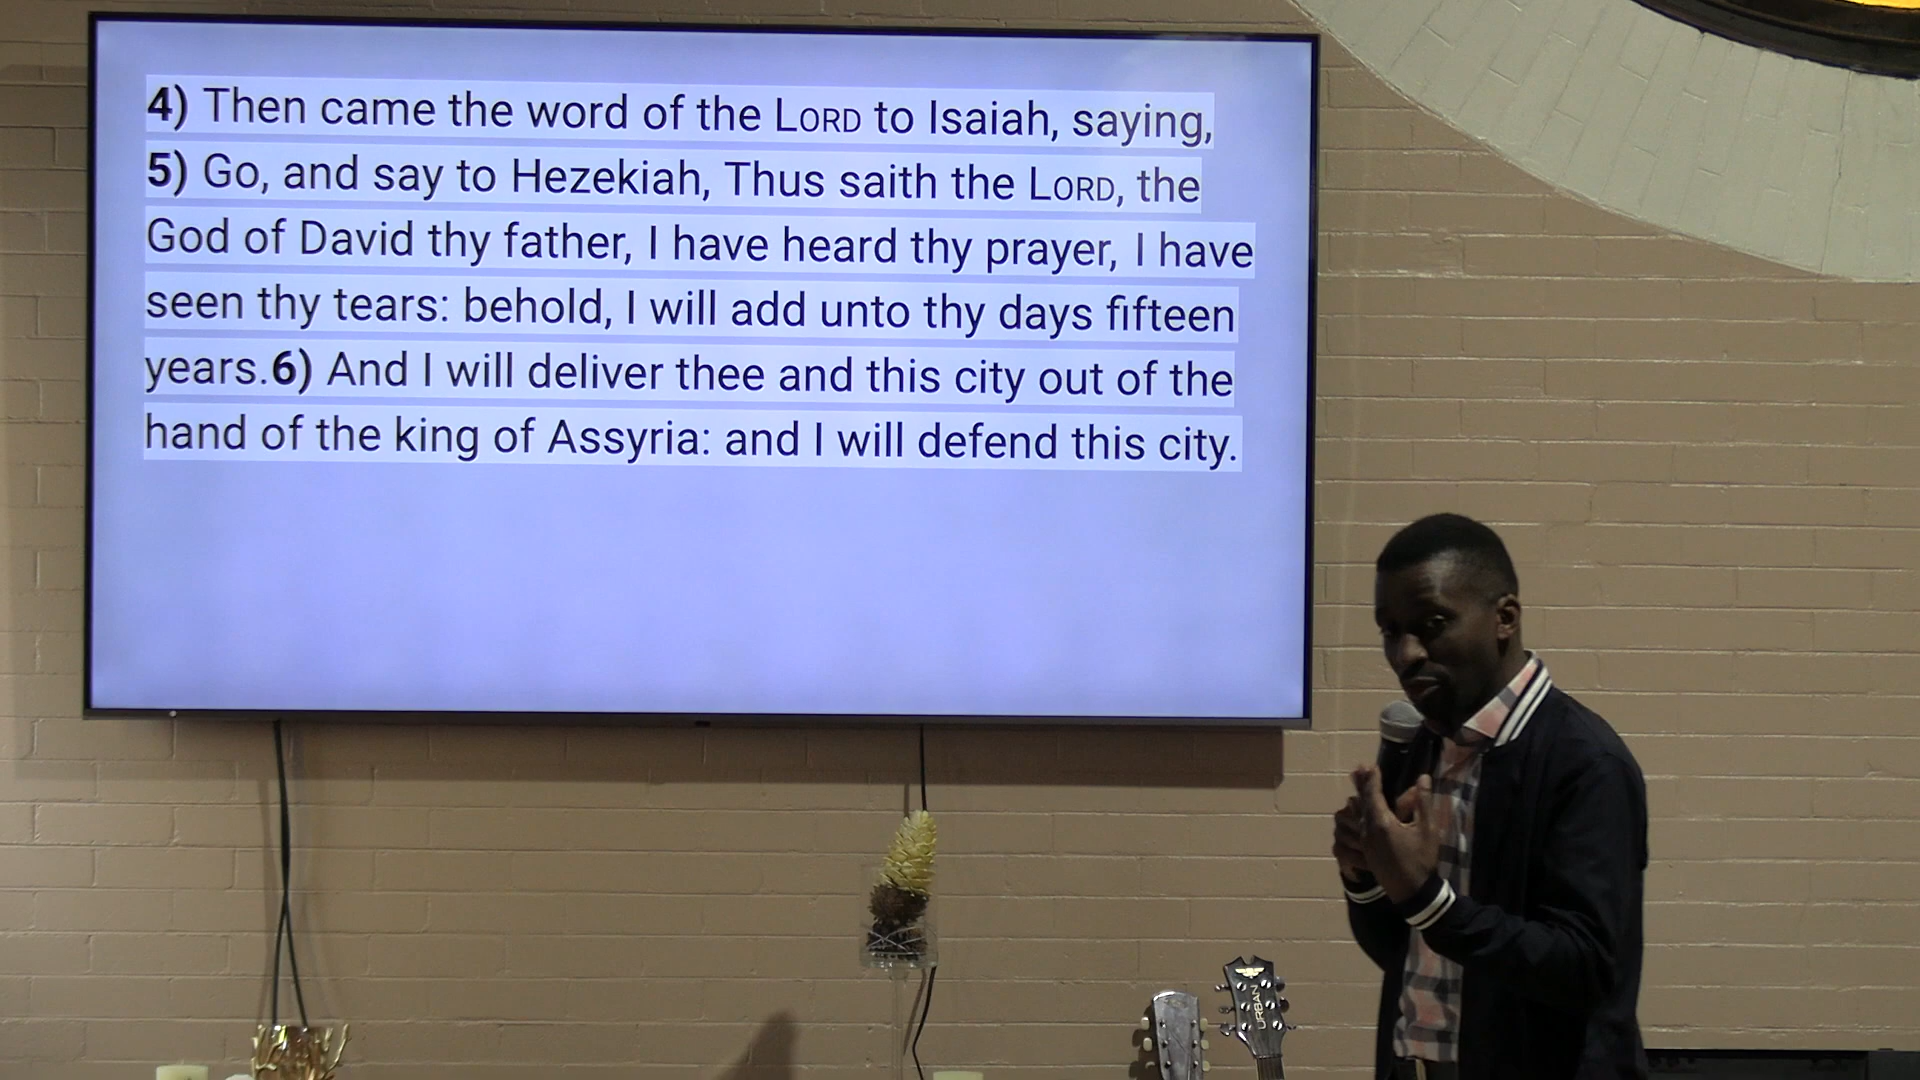 4) Then came the word of the LORD to Isaiah, saying,
5) Go, and say to Hezekiah, Thus saith the LORD, the
God of David thy father, I have heard thy prayer, I have
seen thy tears: behold, I will add unto thy days fifteen
years.6) And I will deliver thee and this city out of the
hand of the king of Assyria: and I will defend this city.
URBAN